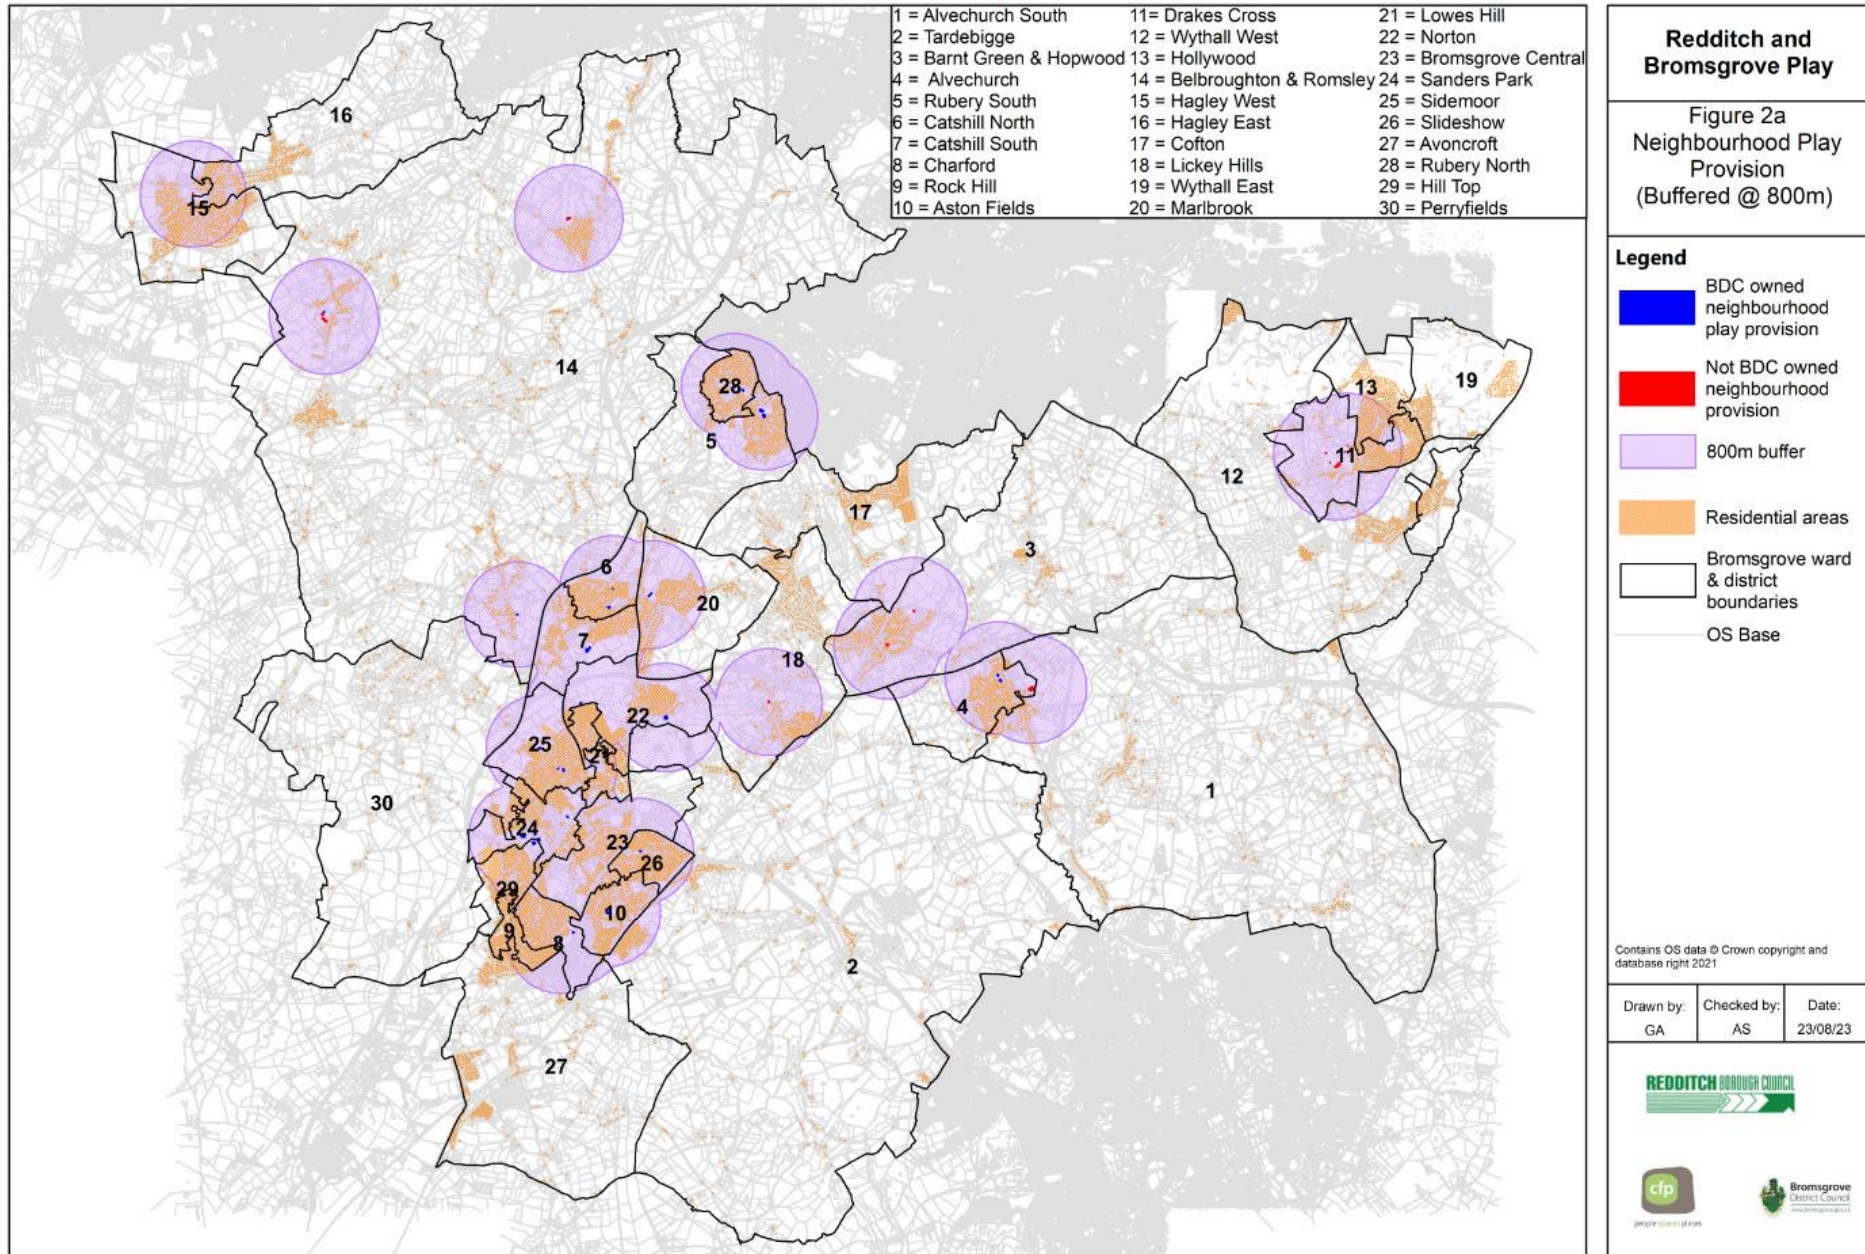 1 = Alvechurch South
2 = Tardebigge
3 = Barnt Green & Hopwood
4 = Alvechurch
5 = Rubery South
6 = Catshill North
7 = Catshill South
8 = Charford
9 = Rock Hill
10 = Aston Fields
11= Drakes Cross
12 = Wythall West
13 = Hollywood
14 = Belbroughton & Romsley
15 = Hagley West
16 = Hagley East
17 = Cofton
18 = Lickey Hills
19 = Wythall East
20 = Marlbrook
21 = Lowes Hill
22 = Norton
23 = Bromsgrove Central
24 = Sanders Park
25 = Sidemoor
26 = Slideshow
27 = Avoncroft
28 = Rubery North
29 = Hill Top
30 = Perryfields
16
15
14
28
5
13
19
11
12
17
3
6
20
7
18
22
4
25
21
1
30
24
23
26
29
10
9
8
2
27
Redditch and
Bromsgrove Play
Figure 2a
Neighbourhood Play
Provision
(Buffered @ 800m)
Legend
BDC owned
neighbourhood
play provision
Not BDC owned
neighbourhood
provision
800m buffer
Residential areas
Bromsgrove ward
& district
boundaries
OS Base
Contains OS data © Crown copyright and
database right 2021
Drawn by:
GA
Checked by:
AS
Date:
23/08/23
REDDITCH BOROUGH COUNCIL
cfp
people spaces places
Bromsgrove
District Council
www.bromsgrove.gov.uk